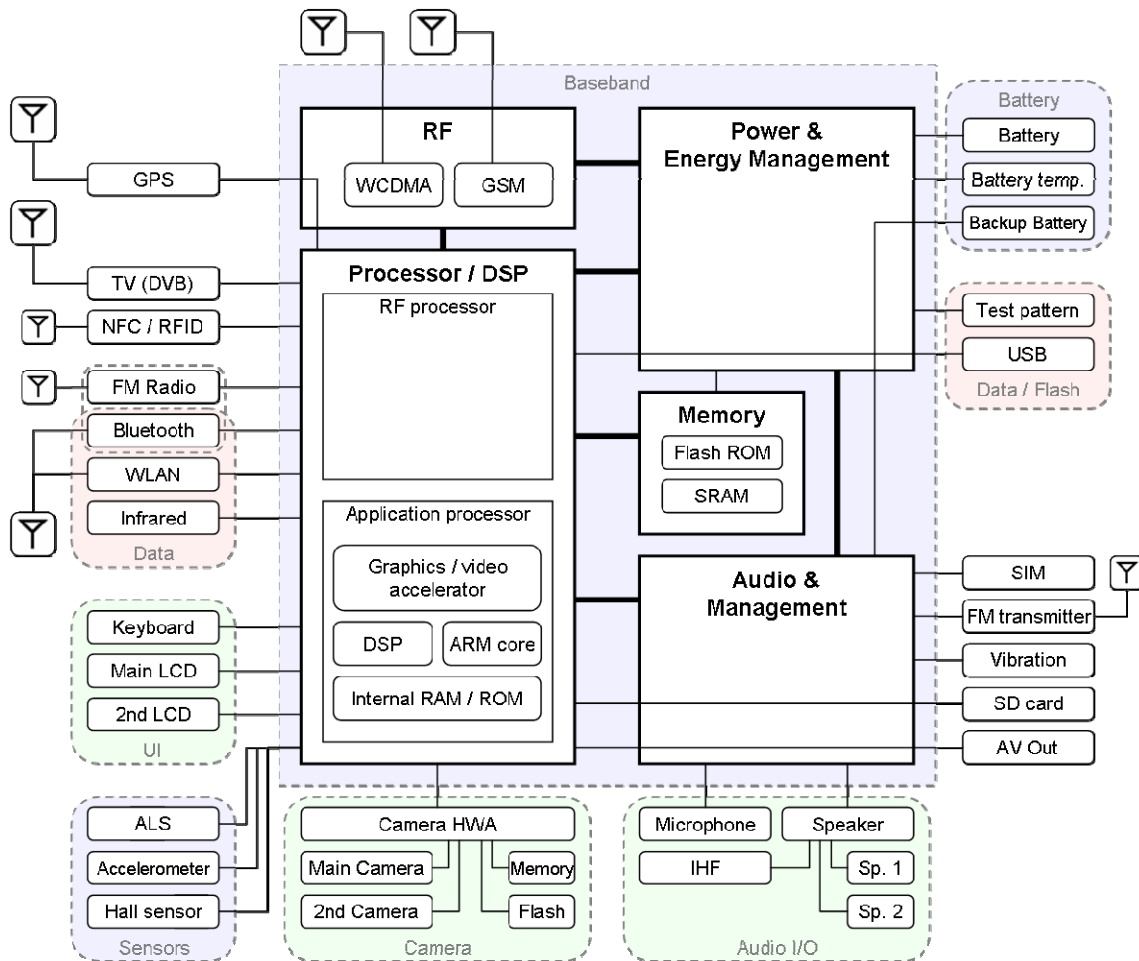 Baseband
RF
WCDMA
GSM
Power &
Energy Management
Battery
Battery
Battery temp.
Backup Battery
GPS
TV (DVB)
NFC / RFID
FM Radio
Bluetooth
WLAN
Infrared
Data
Processor / DSP
RF processor
Application processor
Graphics / video
accelerator
DSP
ARM core
Internal RAM / ROM
Test pattern
USB
Data / Flash
Memory
Flash ROM
SRAM
Audio &
Management
SIM
FM transmitter
Vibration
SD card
AV Out
Keyboard
Main LCD
2nd LCD
UI
ALS
Accelerometer
Hall sensor
Sensors
Camera HWA
Main Camera
Memory
2nd Camera
Flash
Camera
Microphone
Speaker
IHF
Sp. 1
Sp. 2
Audio I/O